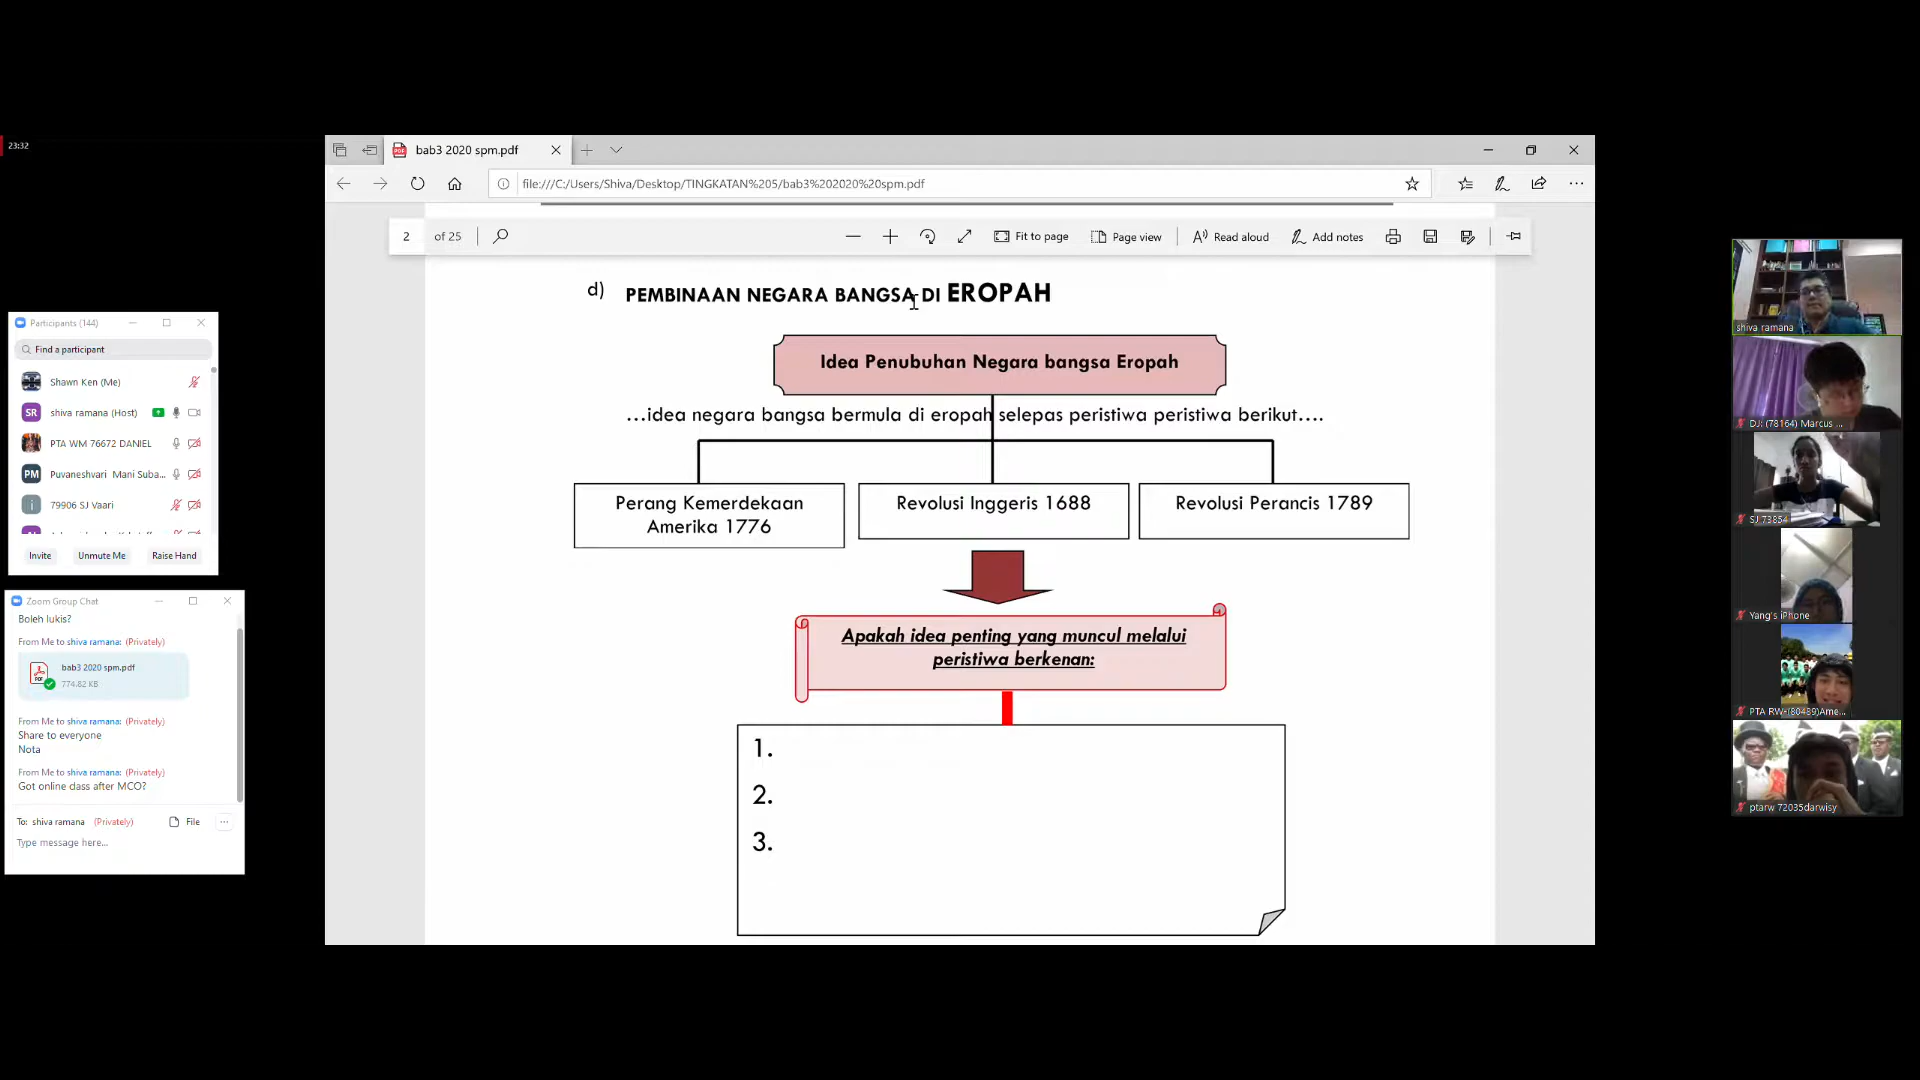 23:32
bab3 2020 spm.pdf
file:///C:/Users/Shiva/Desktop/TINGKATAN%205/bab3%202020%20spm.pdf
2 of 25
Fit to page
Page view
Read aloud
Add notes
d) PEMBINAAN NEGARA BANGSA DI EROPAH
Idea Penubuhan Negara bangsa Eropah
...idea negara bangsa bermula di eropah selepas peristiwa peristiwa berikut....
Perang Kemerdekaan
Amerika 1776
Revolusi Inggeris 1688
Revolusi Perancis 1789
Apakah idea penting yang muncul melalui
peristiwa berkenan:
1.
2.
3.
Participants (144)
Find a participant
Shawn Ken (Me)
SR shiva ramana (Host)
PTA WM 76672 DANIEL
PM Puvaneshvari Mani Suba...
i 79906 SJ Vaari
Invite
Unmute Me
Raise Hand
Zoom Group Chat
Boleh lukis?
From Me to shiva ramana: (Privately)
bab3 2020 spm.pdf
774.82 KB
From Me to shiva ramana: (Privately)
Share to everyone
Nota
From Me to shiva ramana: (Privately)
Got online class after MCO?
To: shiva ramana (Privately)
File
Type message here...
shiva ramana
DJ: (78164) Marcus ...
SJ 73854
Yang's iPhone
PTA RW-(80489)Ame...
ptarw 72035darwisy